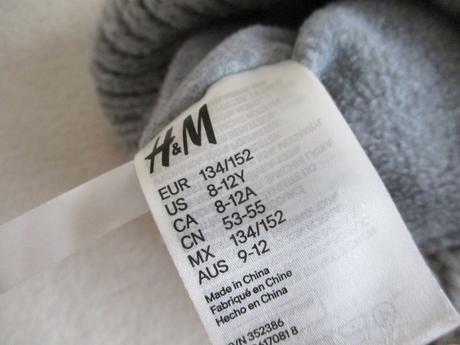 H&M
EUR 134/152
US 8-12Y
CA 8-12A
CN 53-55
MX 134/152
AUS 9-12
Made in China
Fabriqué en Chine
Hecho en China
/N 352386